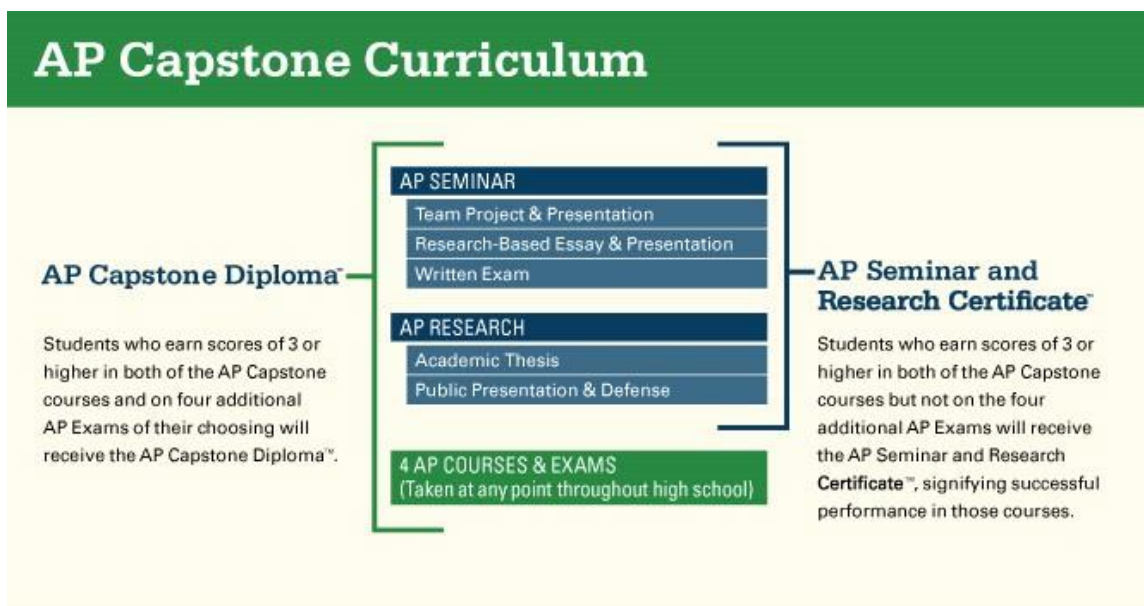 AP Capstone Curriculum
AP Capstone Diploma™
Students who earn scores of 3 or
higher in both of the AP Capstone
courses and on four additional
AP Exams of their choosing will
receive the AP Capstone Diploma™.
AP SEMINAR
Team Project & Presentation
Research-Based Essay & Presentation
Written Exam
AP RESEARCH
Academic Thesis
Public Presentation & Defense
4 AP COURSES & EXAMS
(Taken at any point throughout high school)
AP Seminar and
Research Certificate™
Students who earn scores of 3 or
higher in both of the AP Capstone
courses but not on the four
additional AP Exams will receive
the AP Seminar and Research
Certificate™, signifying successful
performance in those courses.